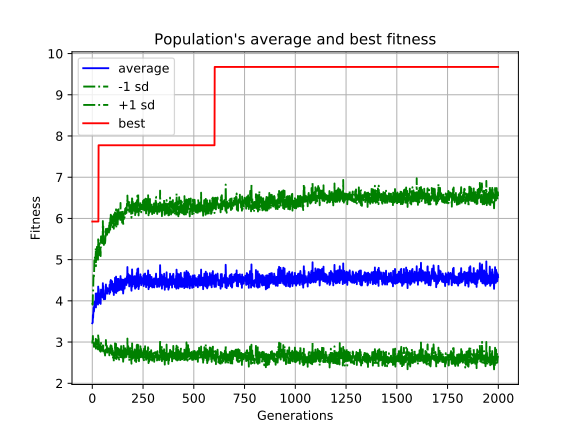 Population's average and best fitness
10
9
8
7
6
5
4
3
2
Fitness
average
-1 sd
+1 sd
best
0 250 500 750 1000 1250 1500 1750 2000
Generations